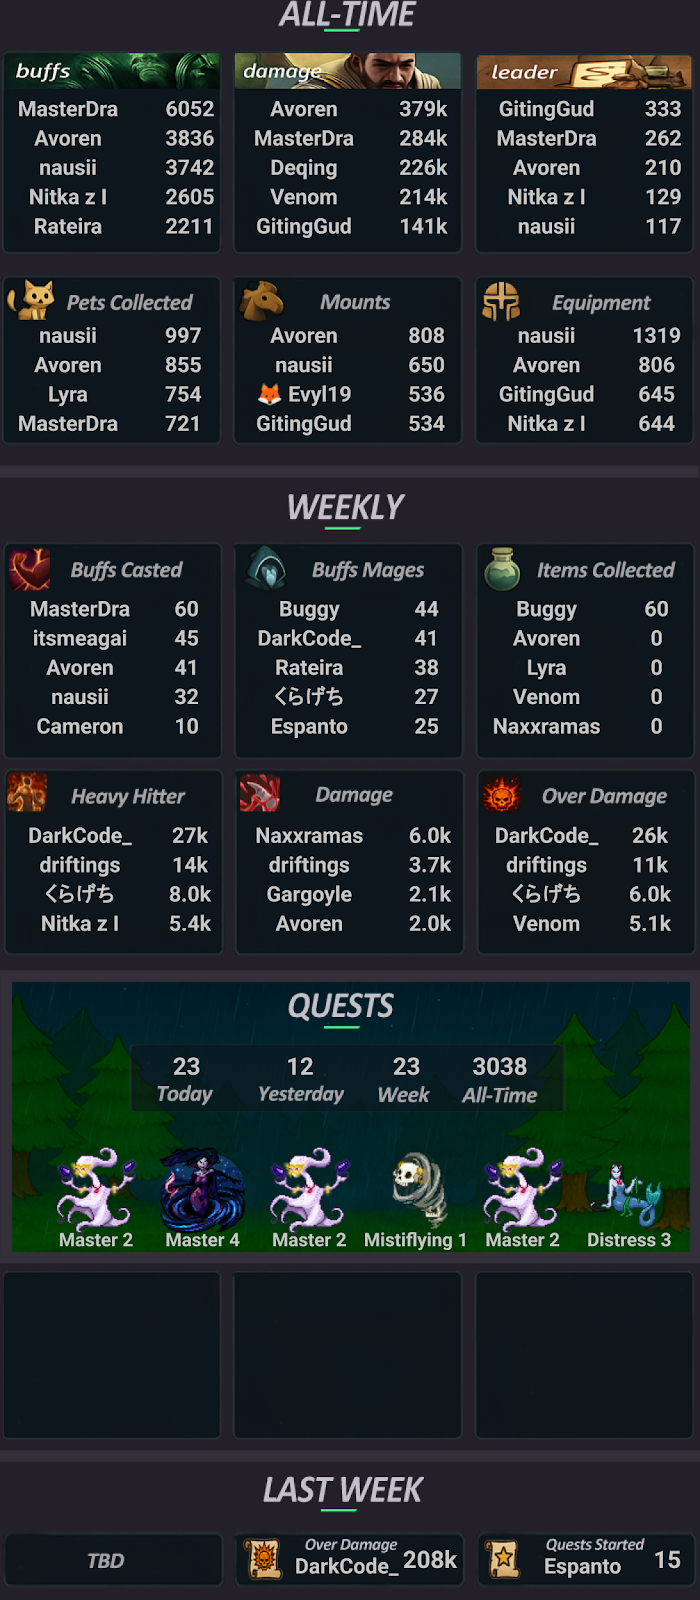 ALL-TIME
buffs
MasterDra 6052
Avoren 3836
nausii 3742
Nitka z I 2605
Rateira 2211
damage
Avoren 379k
MasterDra 284k
Deqing 226k
Venom 214k
GitingGud 141k
leader
GitingGud 333
MasterDra 262
Avoren 210
Nitka z I 129
nausii 117
Pets Collected
nausii 997
Avoren 855
Lyra 754
MasterDra 721
Mounts
Avoren 808
nausii 650
🦊 Evyl19 536
GitingGud 534
Equipment
nausii 1319
Avoren 806
GitingGud 645
Nitka z I 644
WEEKLY
Buffs Casted
MasterDra 60
itsmeagai 45
Avoren 41
nausii 32
Cameron 10
Buffs Mages
Buggy 44
DarkCode_ 41
Rateira 38
くらげち 27
Espanto 25
Items Collected
Buggy 60
Avoren 0
Lyra 0
Venom 0
Naxxramas 0
Heavy Hitter
DarkCode_ 27k
driftings 14k
くらげち 8.0k
Nitka z I 5.4k
Damage
Naxxramas 6.0k
driftings 3.7k
Gargoyle 2.1k
Avoren 2.0k
Over Damage
DarkCode_ 26k
driftings 11k
くらげち 6.0k
Venom 5.1k
QUESTS
23 12 23 3038
Today Yesterday Week All-Time
Master 2 Master 4 Master 2 Mistiflying 1 Master 2 Distress 3
LAST WEEK
TBD
Over Damage
DarkCode_ 208k
Quests Started
Espanto 15